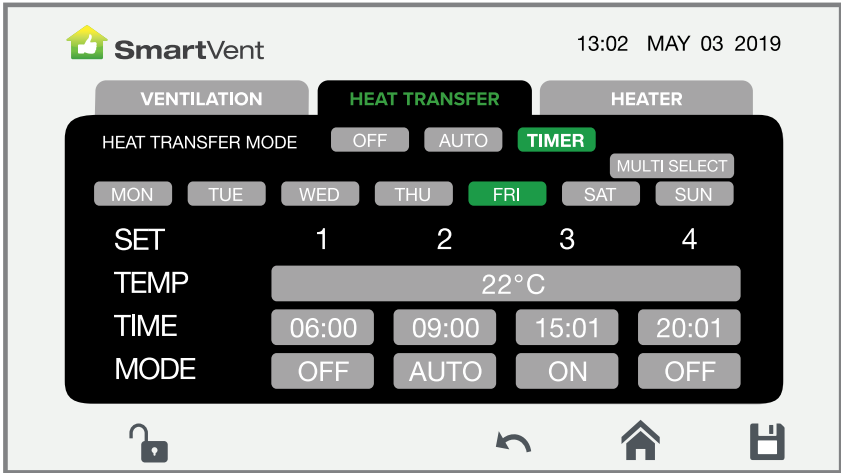 SmartVent 13:02 MAY 03 2019
VENTILATION HEAT TRANSFER HEATER
HEAT TRANSFER MODE OFF AUTO TIMER
MULTI SELECT
MON TUE WED THU FRI SAT SUN
SET 1 2 3 4
TEMP 22°C
TIME 06:00 09:00 15:01 20:01
MODE OFF AUTO ON OFF